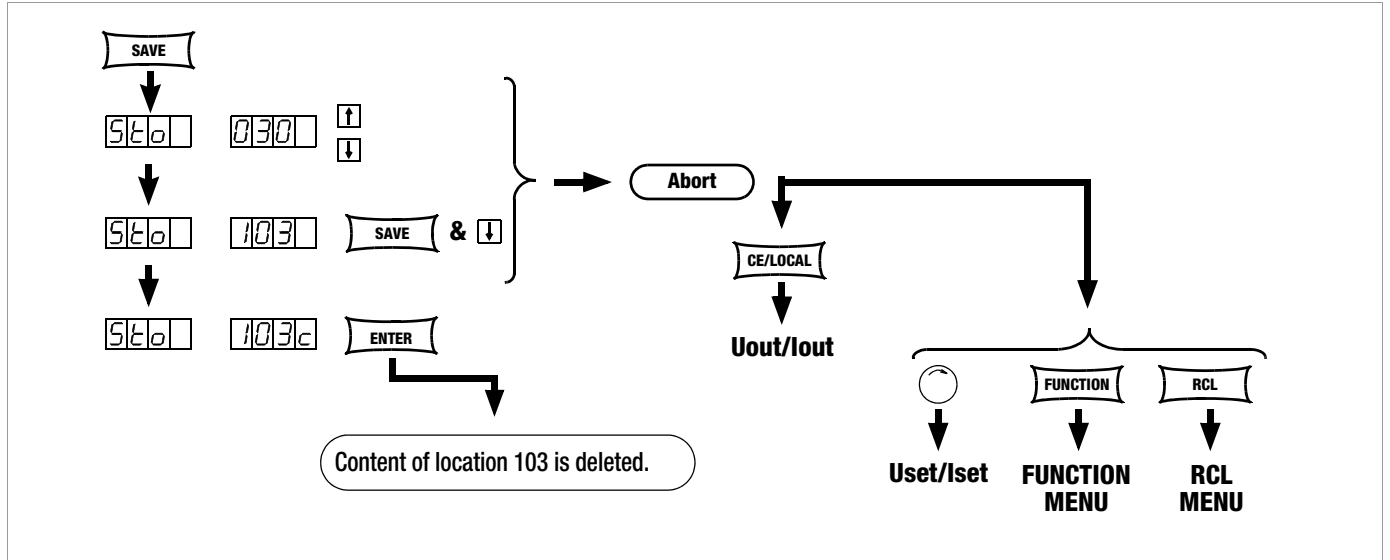 SAVE
Sto 030 ↑
↓
Abort
Sto 103 SAVE & ↓
CE/LOCAL
Sto 103c ENTER
Uout/Iout
FUNCTION RCL
Content of location 103 is deleted.
Uset/Iset FUNCTION MENU RCL MENU